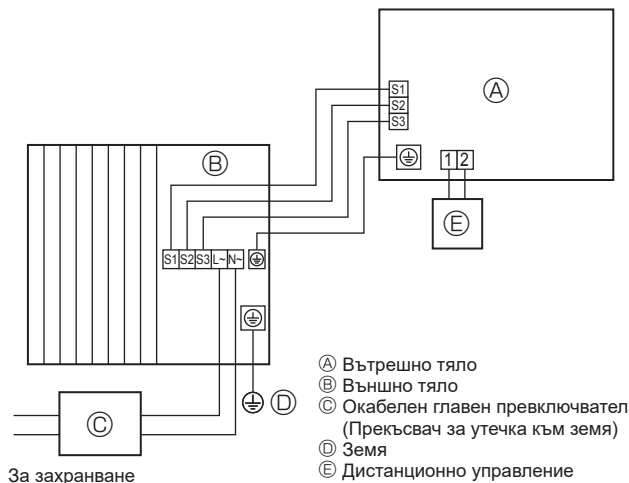 Ⓐ
S1
S2
S3
1 2
Ⓔ
Ⓑ
S1 S2 S3 L~ N~
Ⓓ
Ⓒ
За захранване
Ⓐ Вътрешно тяло
Ⓑ Външно тяло
Ⓒ Окабелен главен превключвател
(Прекъсвач за утечка към земя)
Ⓓ Земя
Ⓔ Дистанционно управление